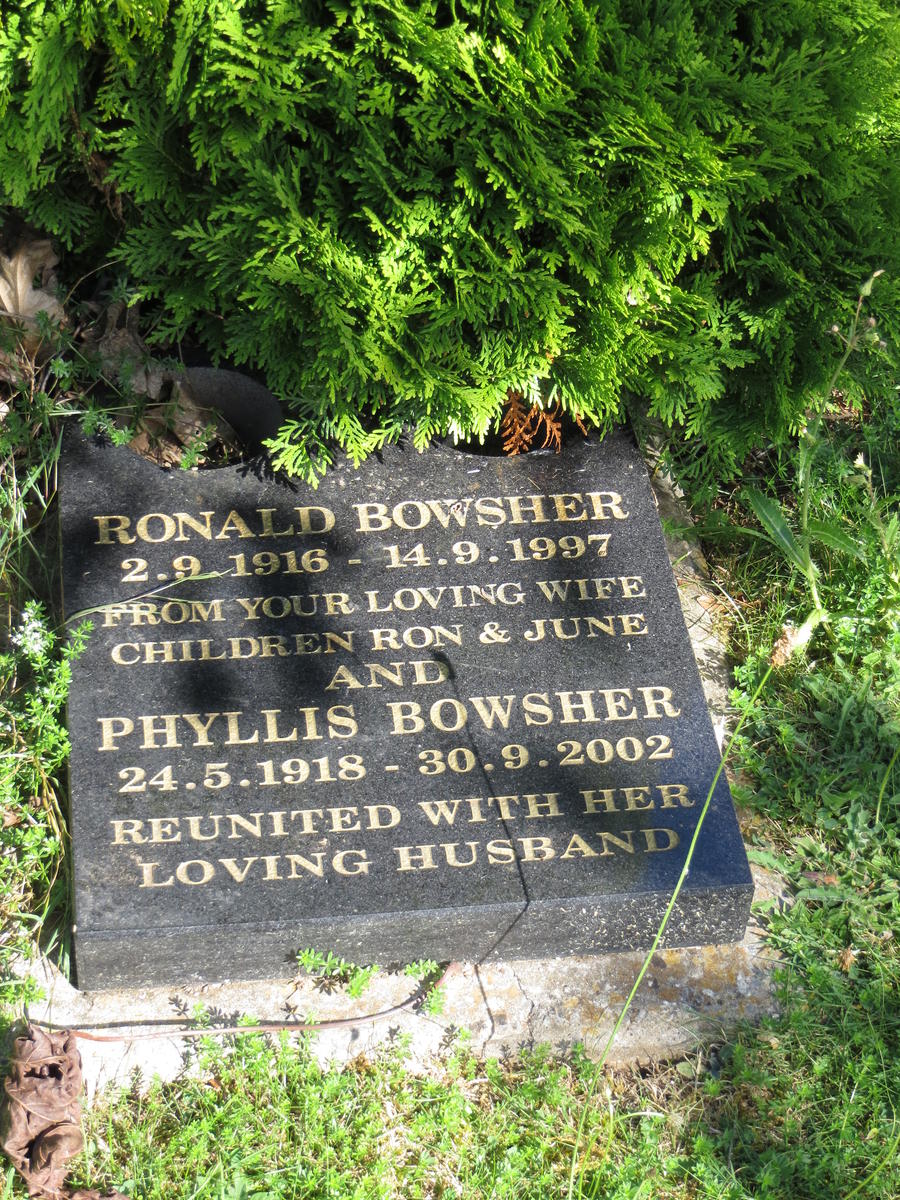 RONALD BOWSHER
2.9.1916 - 14.9.1997
FROM YOUR LOVING WIFE
CHILDREN RON & JUNE
AND
PHYLLIS BOWSHER
24.5.1918 - 30.9.2002
REUNITED WITH HER
LOVING HUSBAND